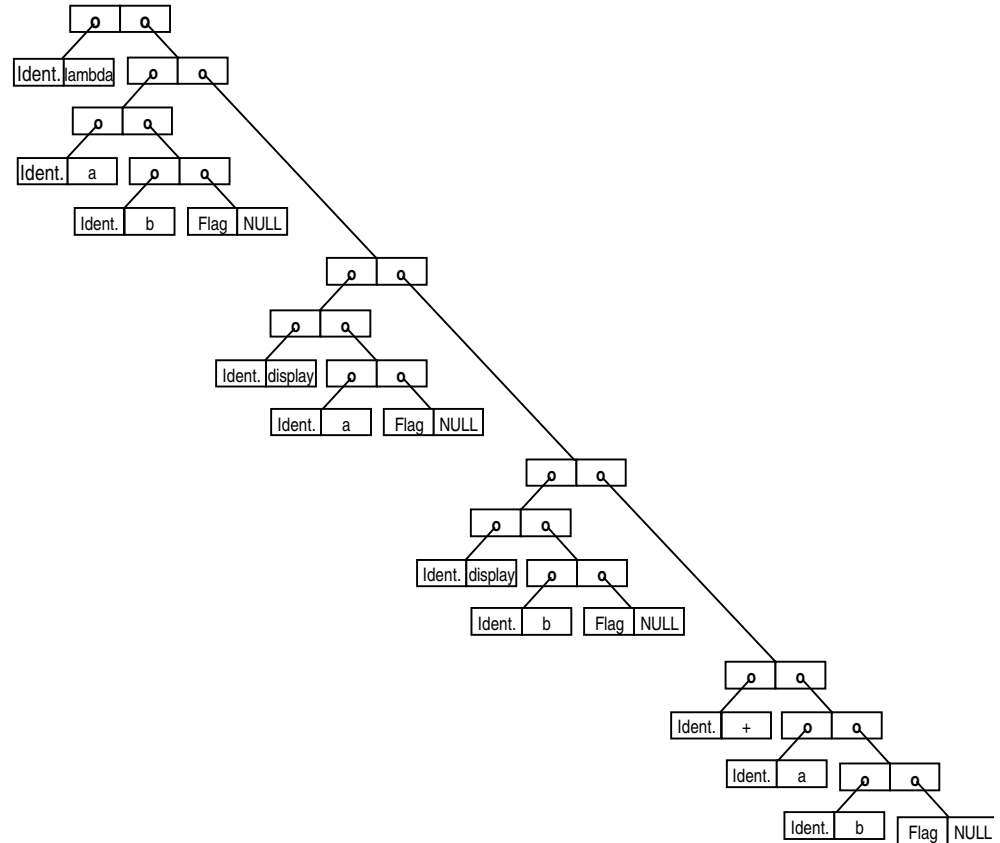 o o
Ident. lambda o o
o o
Ident. a o o
Ident. b Flag NULL
o o
o o
Ident. display o o
Ident. a Flag NULL
o o
o o
Ident. display o o
Ident. b Flag NULL
o o
Ident. + o o
Ident. a o o
Ident. b Flag NULL